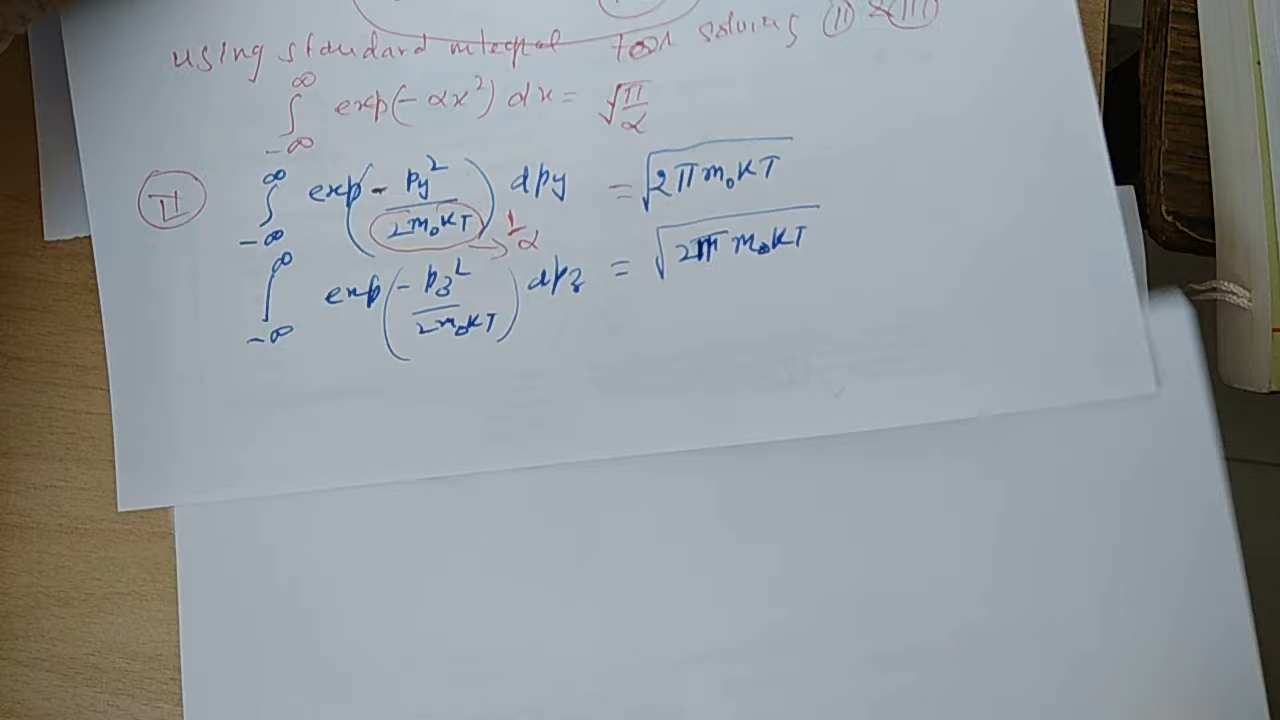 using standard integral for solving (II) & (III)
∫_{-∞}^{∞} exp(-αx²) dx = √(π/α)
(II) ∫_{-∞}^{∞} exp(-py²/2m₀KT) dpy = √(2πm₀KT)
→ 1/α
∫_{-∞}^{∞} exp(-pz²/2m₀KT) dpz = √(2πm₀KT)